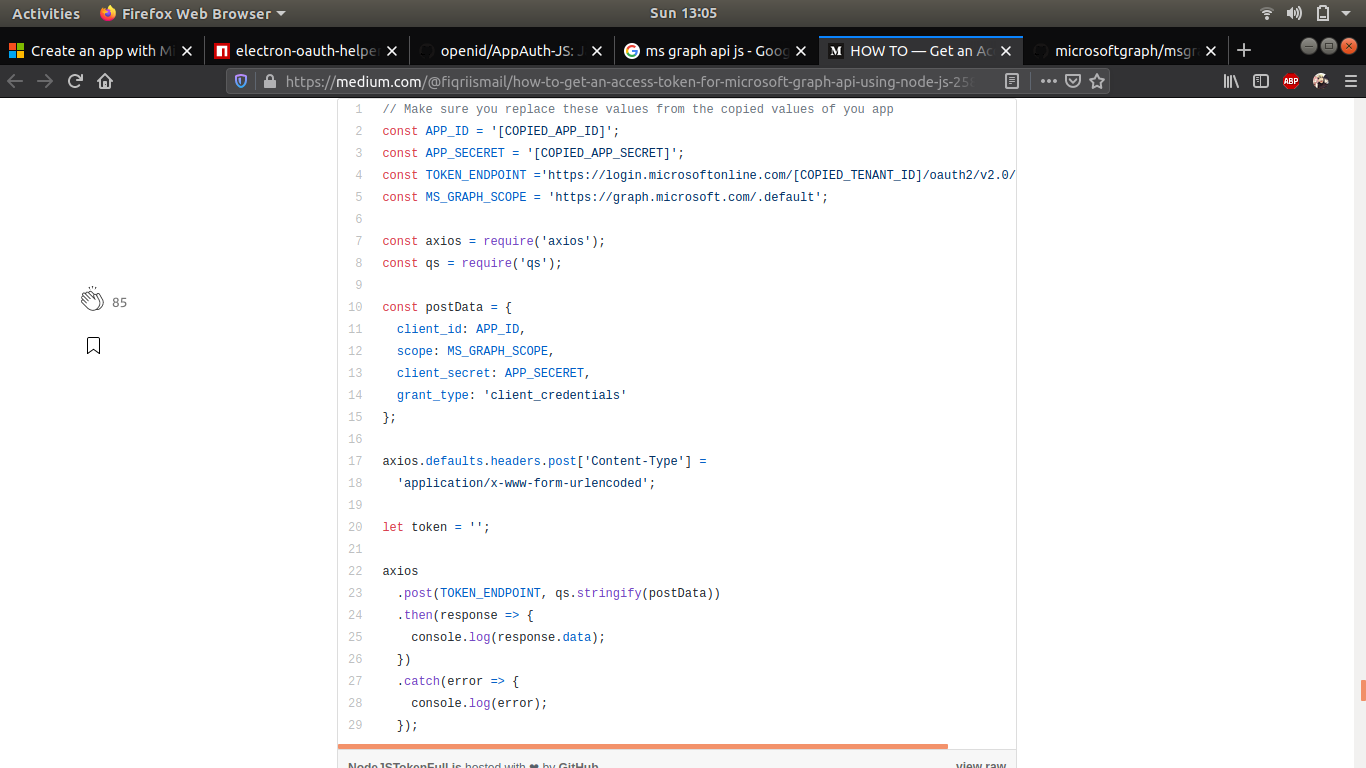 Activities Firefox Web Browser Sun 13:05
Create an app with Mi electron-oauth-helper openid/AppAuth-JS: J ms graph api js - Goog HOW TO — Get an Ac microsoftgraph/msgr
https://medium.com/@fiqriismail/how-to-get-an-access-token-for-microsoft-graph-api-using-node-js-25 ABP
1 // Make sure you replace these values from the copied values of you app
2 const APP_ID = '[COPIED_APP_ID]';
3 const APP_SECERET = '[COPIED_APP_SECRET]';
4 const TOKEN_ENDPOINT ='https://login.microsoftonline.com/[COPIED_TENANT_ID]/oauth2/v2.0/
5 const MS_GRAPH_SCOPE = 'https://graph.microsoft.com/.default';
6
7 const axios = require('axios');
8 const qs = require('qs');
9
10 const postData = {
11 client_id: APP_ID,
12 scope: MS_GRAPH_SCOPE,
13 client_secret: APP_SECERET,
14 grant_type: 'client_credentials'
15 };
16
17 axios.defaults.headers.post['Content-Type'] =
18 'application/x-www-form-urlencoded';
19
20 let token = '';
21
22 axios
23 .post(TOKEN_ENDPOINT, qs.stringify(postData))
24 .then(response => {
25 console.log(response.data);
26 })
27 .catch(error => {
28 console.log(error);
29 });
85
NodeJSTokenFull.js hosted with ❤ by GitHub view raw